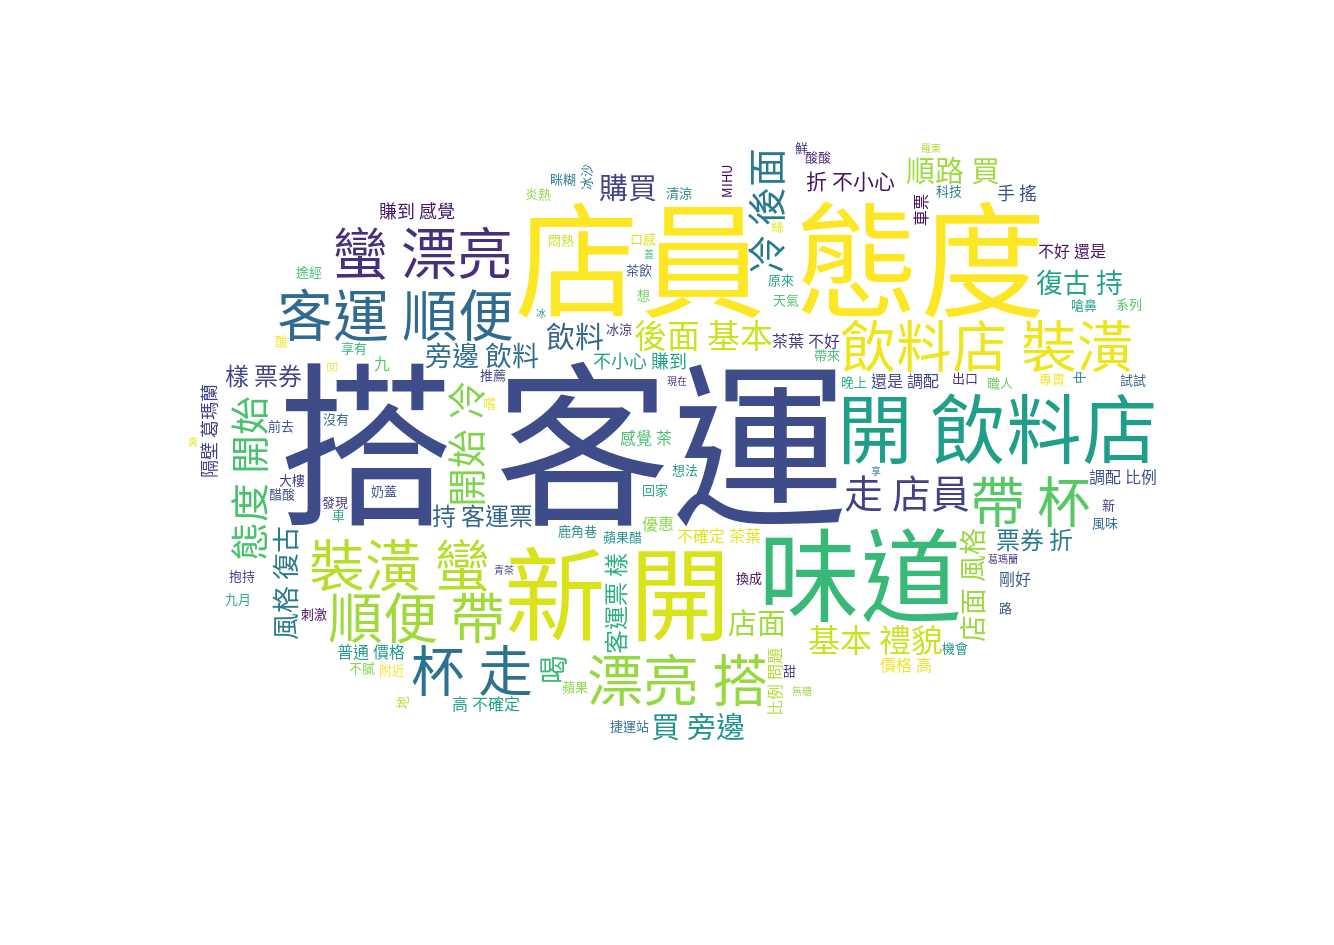 羅東
鮮
酸酸
順路 買
折 不小心
科技
手 搖
車票
MIHU
後面
冷
購買
清涼
冰沙
眯糊
炎熱
賺到 感覺
蠻 漂亮
店員
態度
悶熱
口感
蓋
茶飲
絲
原來
天氣
想
不好 還是
復古 持
嗆鼻
系列
途經
客運 順便
冰
冰涼
飲料
後面 基本
茶葉 不好
飲料店 裝潢
酸
享有
九
旁邊 飲料
不小心 賺到
帶來
回
推薦
現在
晚上
還是 調配
出口
職人
專賣
試試
樣 票券
隔壁 葛瑪蘭
爽
前去
沒有
態度 開始
開始 冷
搭
客運
感覺 茶
想法
回家
開 飲料店
享
走 店員
帶 杯
調配 比例
新
風味
大樓
醋酸
發現
車
奶蓋
持 客運票
鹿角巷
蘋果醋
優惠
不確定 茶葉
味道
店面 風格
票券 折
葛瑪蘭
剛好
路
風格 復古
抱持
九月
刺激
裝潢 蠻
青茶
順便 帶
新 開
客運票 樣
換成
店面
基本 禮貌
機會
價格 高
普通 價格
不膩
附近
杯 走
喝
蘋果
漂亮 搭
比例 問題
甜
無糖
高 不確定
捷運站
買 旁邊